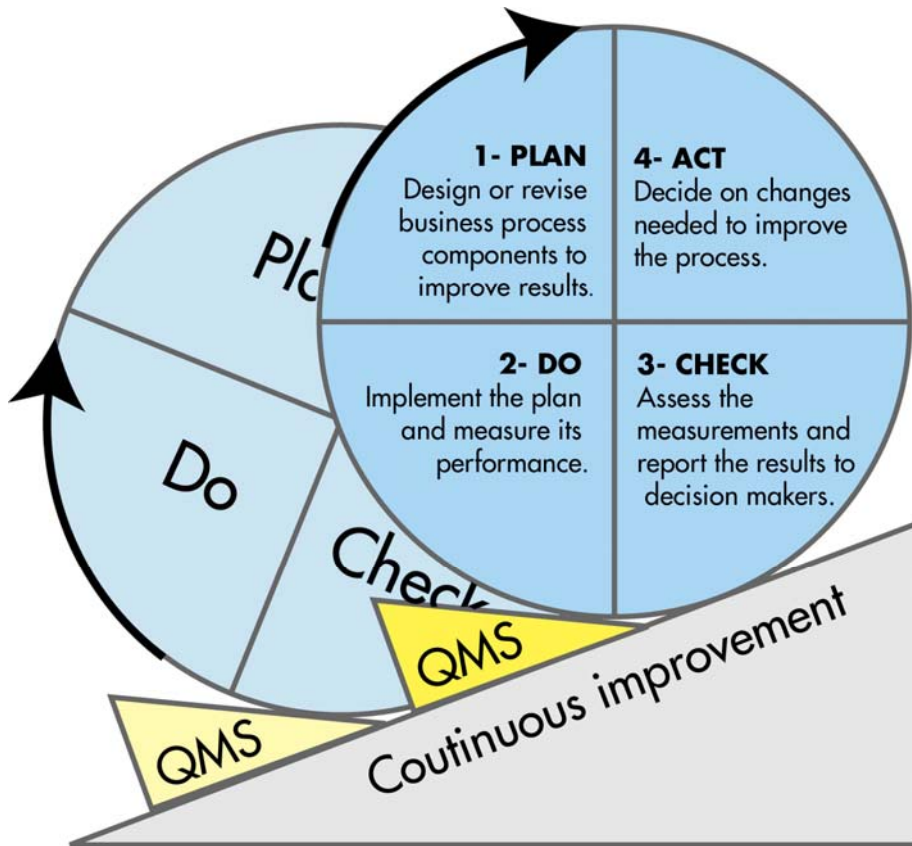 1- PLAN
Design or revise
business process
components to
improve results.
4- ACT
Decide on changes
needed to improve
the process.
2- DO
Implement the plan
and measure its
performance.
3- CHECK
Assess the
measurements and
report the results to
decision makers.
Do
Check
QMS
QMS
Coutinuous improvement